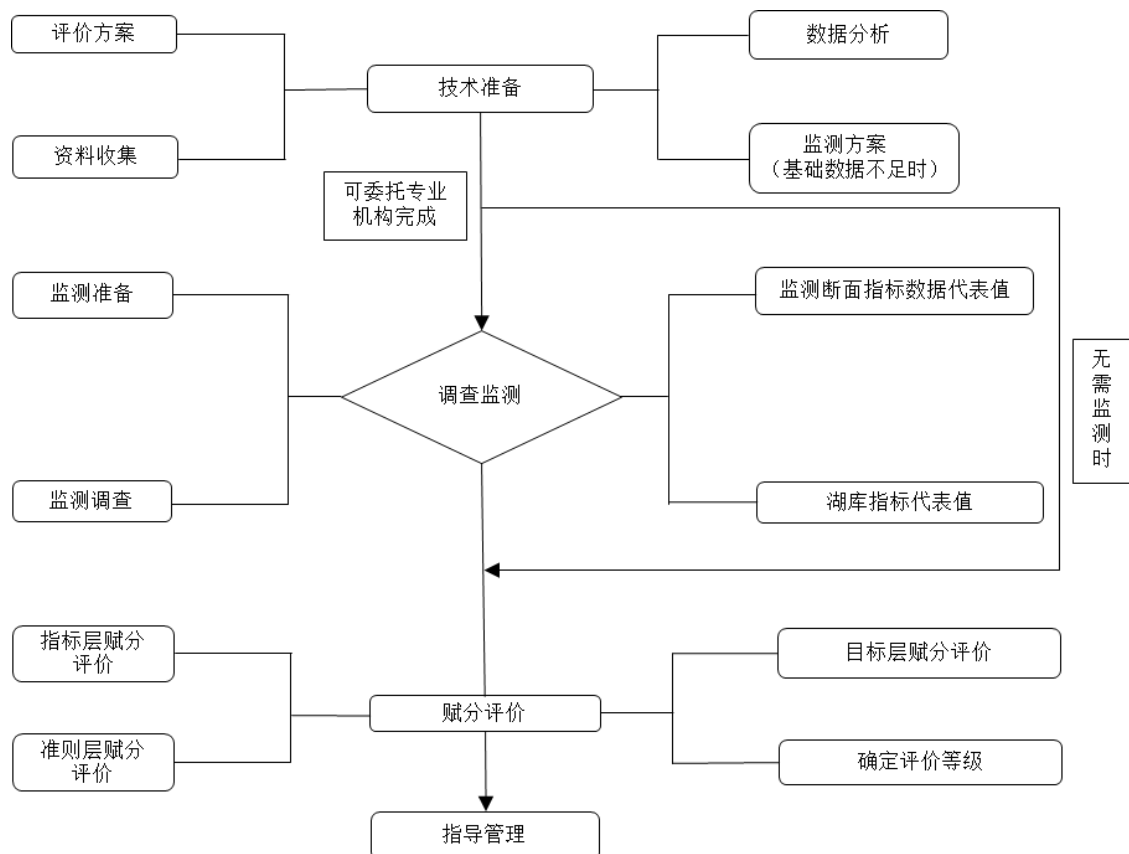 评价方案
数据分析
技术准备
资料收集
监测方案
（基础数据不足时）
可委托专业
机构完成
监测准备
监测断面指标数据代表值
无
需
监
测
时
调查监测
监测调查
湖库指标代表值
指标层赋分
评价
目标层赋分评价
赋分评价
准则层赋分
评价
确定评价等级
指导管理